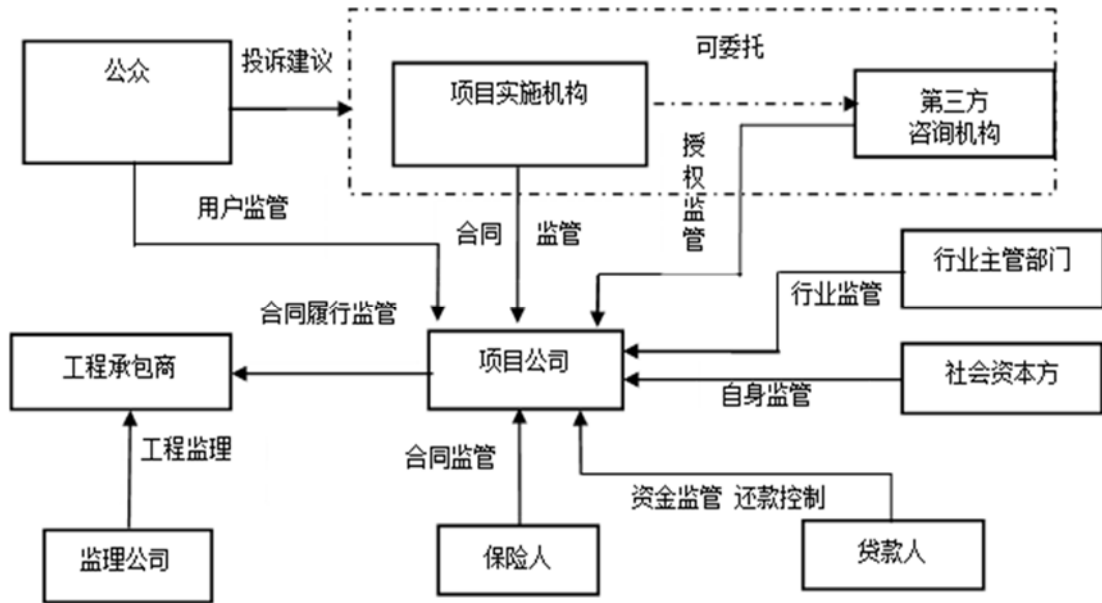 可委托
公众
投诉建议
项目实施机构
第三方
咨询机构
授权监管
用户监管
合同 监管
行业主管部门
行业监管
合同履行监管
工程承包商
项目公司
社会资本方
自身监管
工程监理
合同监管
资金监管 还款控制
监理公司
保险人
贷款人